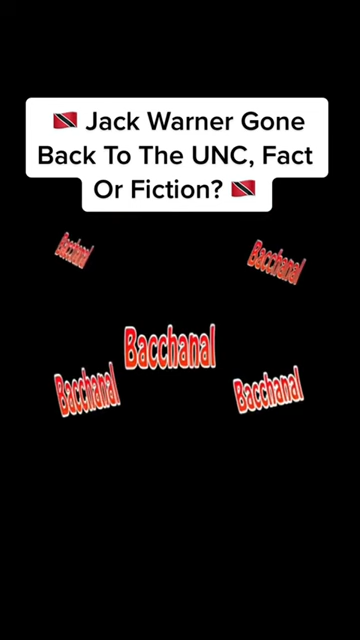 🇹🇹 Jack Warner Gone
Back To The UNC, Fact
Or Fiction? 🇹🇹
Bacchanal
Bacchanal
Bacchanal
Bacchanal
Bacchanal